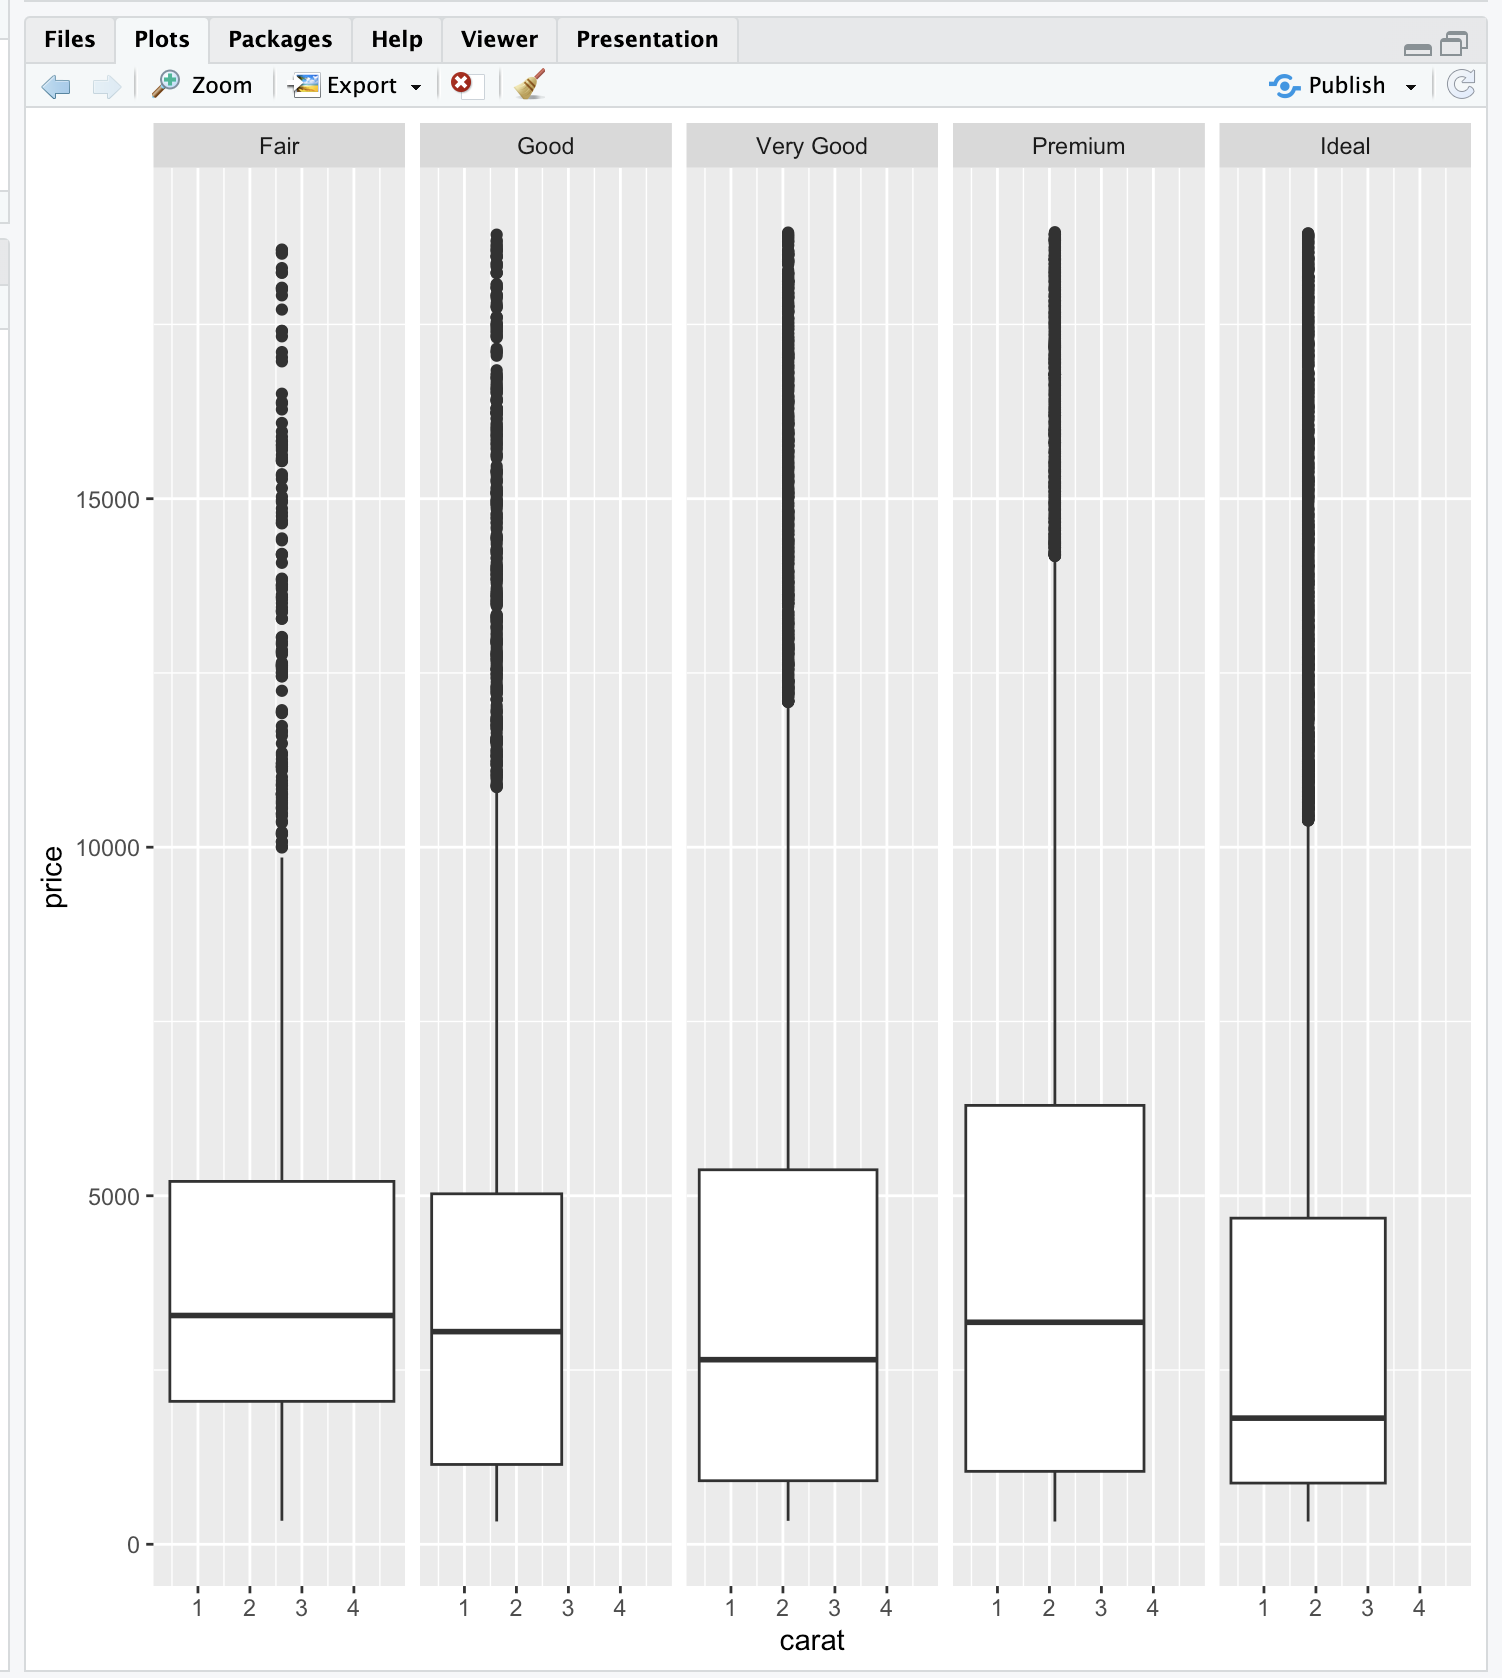 Files Plots Packages Help Viewer Presentation
Zoom Export Publish
Fair Good Very Good Premium Ideal
15000
10000
5000
0
price
1 2 3 4 1 2 3 4 1 2 3 4 1 2 3 4 1 2 3 4
carat